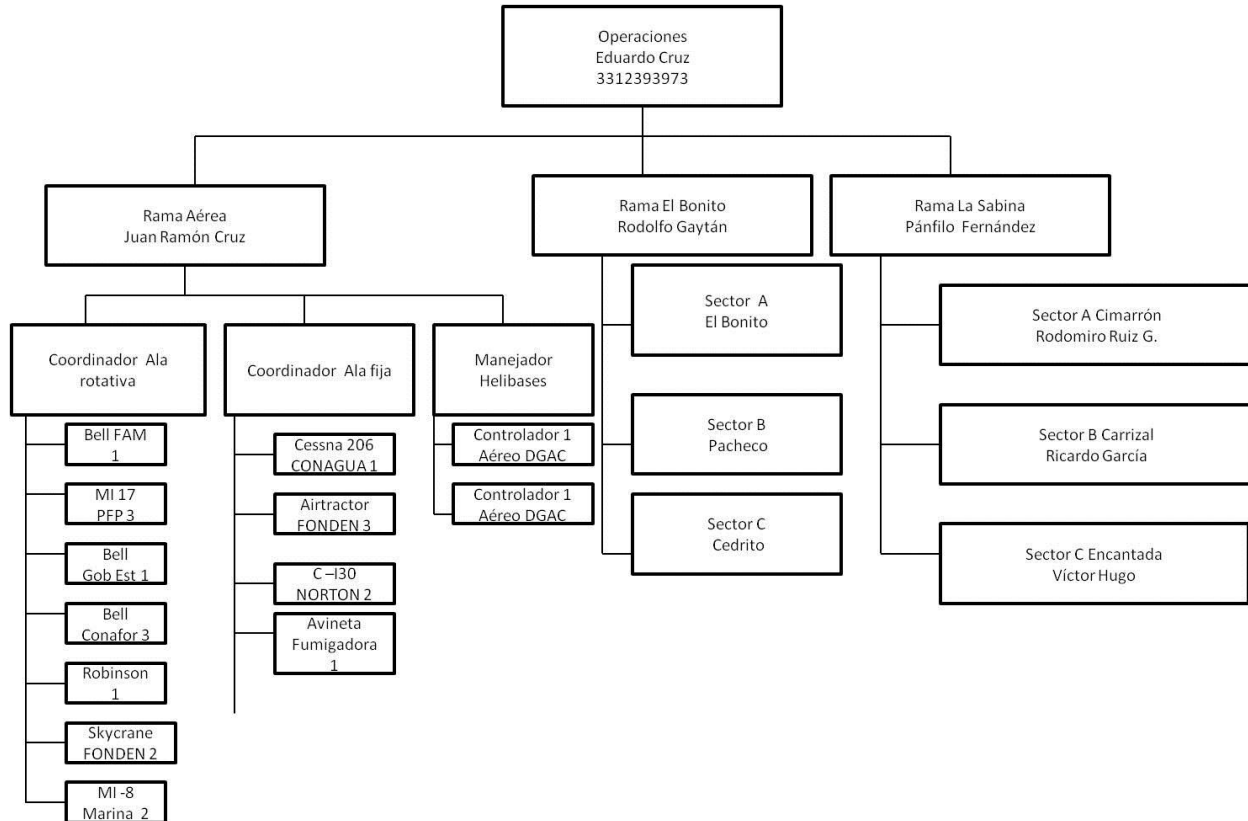 Operaciones
Eduardo Cruz
3312393973
Rama Aérea
Juan Ramón Cruz
Rama El Bonito
Rodolfo Gaytán
Rama La Sabina
Pánfilo Fernández
Coordinador Ala
rotativa
Bell FAM
1
MI 17
PFP 3
Bell
Gob Est 1
Bell
Conafor 3
Robinson
1
Skycrane
FONDEN 2
MI -8
Marina 2
Coordinador Ala fija
Cessna 206
CONAGUA 1
Airtractor
FONDEN 3
C –I30
NORTON 2
Avineta
Fumigadora
1
Manejador
Helibases
Controlador 1
Aéreo DGAC
Controlador 1
Aéreo DGAC
Sector A
El Bonito
Sector B
Pacheco
Sector C
Cedrito
Sector A Cimarrón
Rodomiro Ruiz G.
Sector B Carrizal
Ricardo García
Sector C Encantada
Víctor Hugo